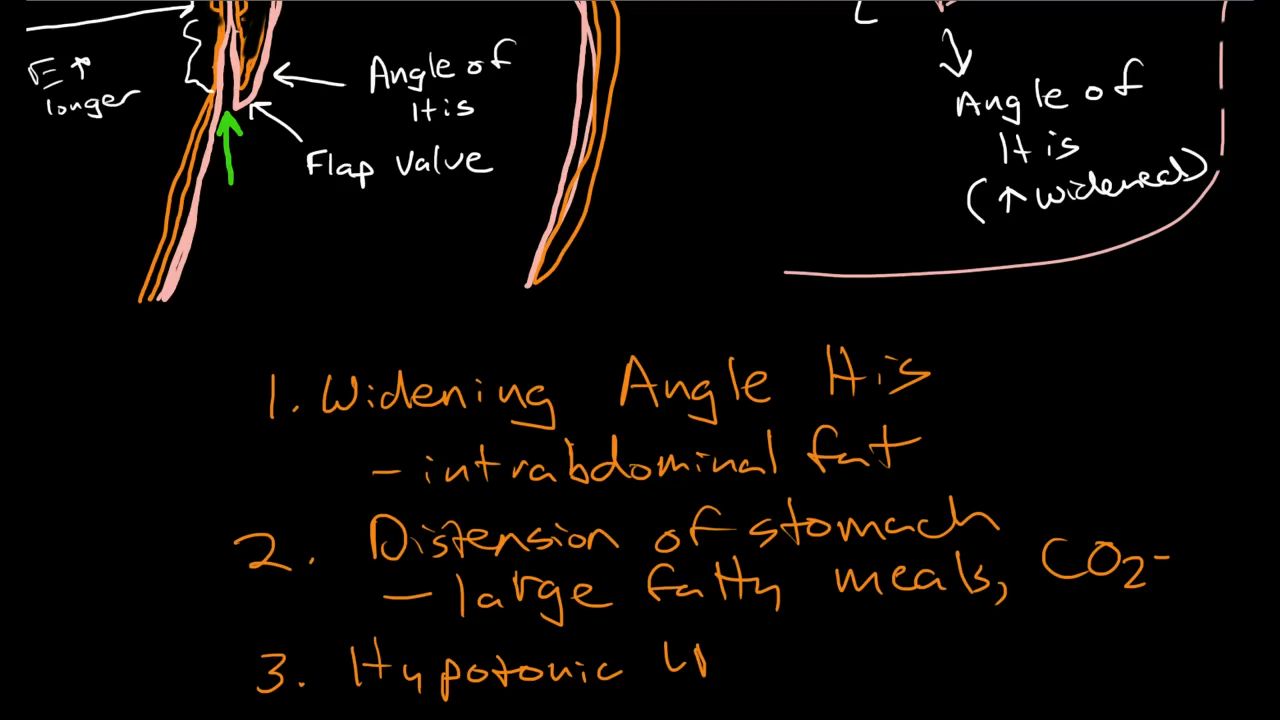 E ↑
longer
Angle of
His
Flap Valve
Angle of
His
(↑ widened)
1. Widening Angle His
- intrabdominal fat
2. Distension of stomach
- large fatty meals, CO2-
3. Hypotonic